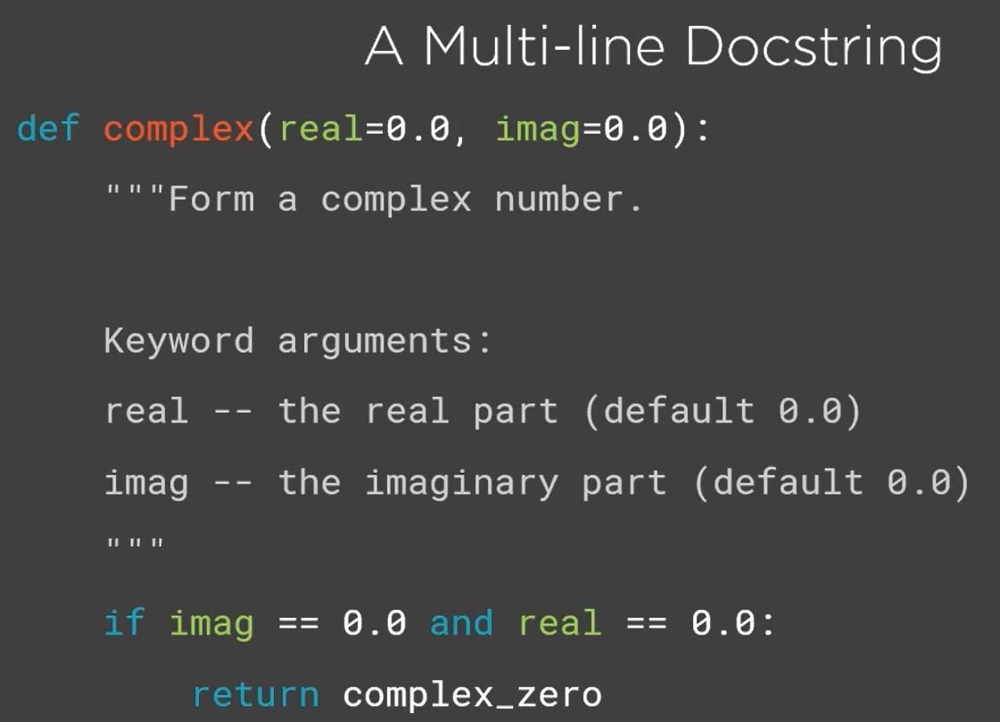 A Multi-line Docstring
def complex(real=0.0, imag=0.0):
    """Form a complex number.
    Keyword arguments:
    real -- the real part (default 0.0)
    imag -- the imaginary part (default 0.0)
    """
    if imag == 0.0 and real == 0.0:
        return complex_zero